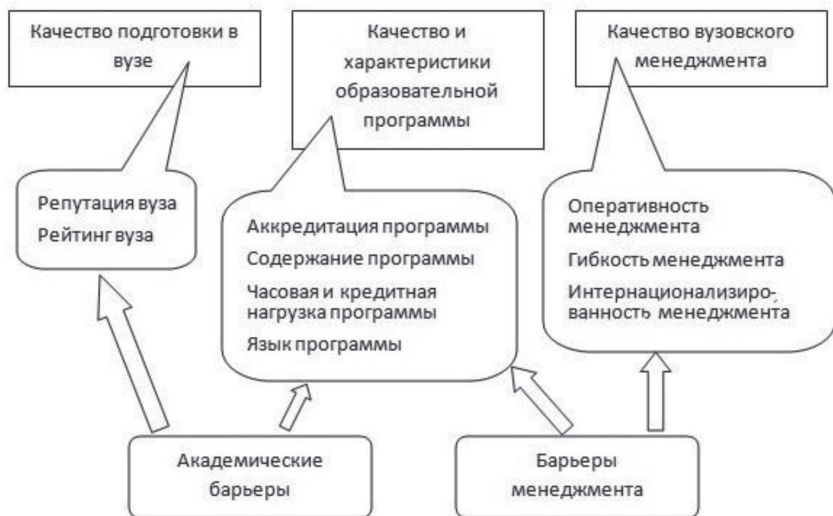 Качество подготовки в
вузе
Качество и
характеристики
образовательной
программы
Качество вузовского
менеджмента
Репутация вуза
Рейтинг вуза
Аккредитация программы
Содержание программы
Часовая и кредитная
нагрузка программы
Язык программы
Оперативность
менеджмента
Гибкость менеджмента
Интернационализиро-
ванность менеджмента
Академические
барьеры
Барьеры
менеджмента